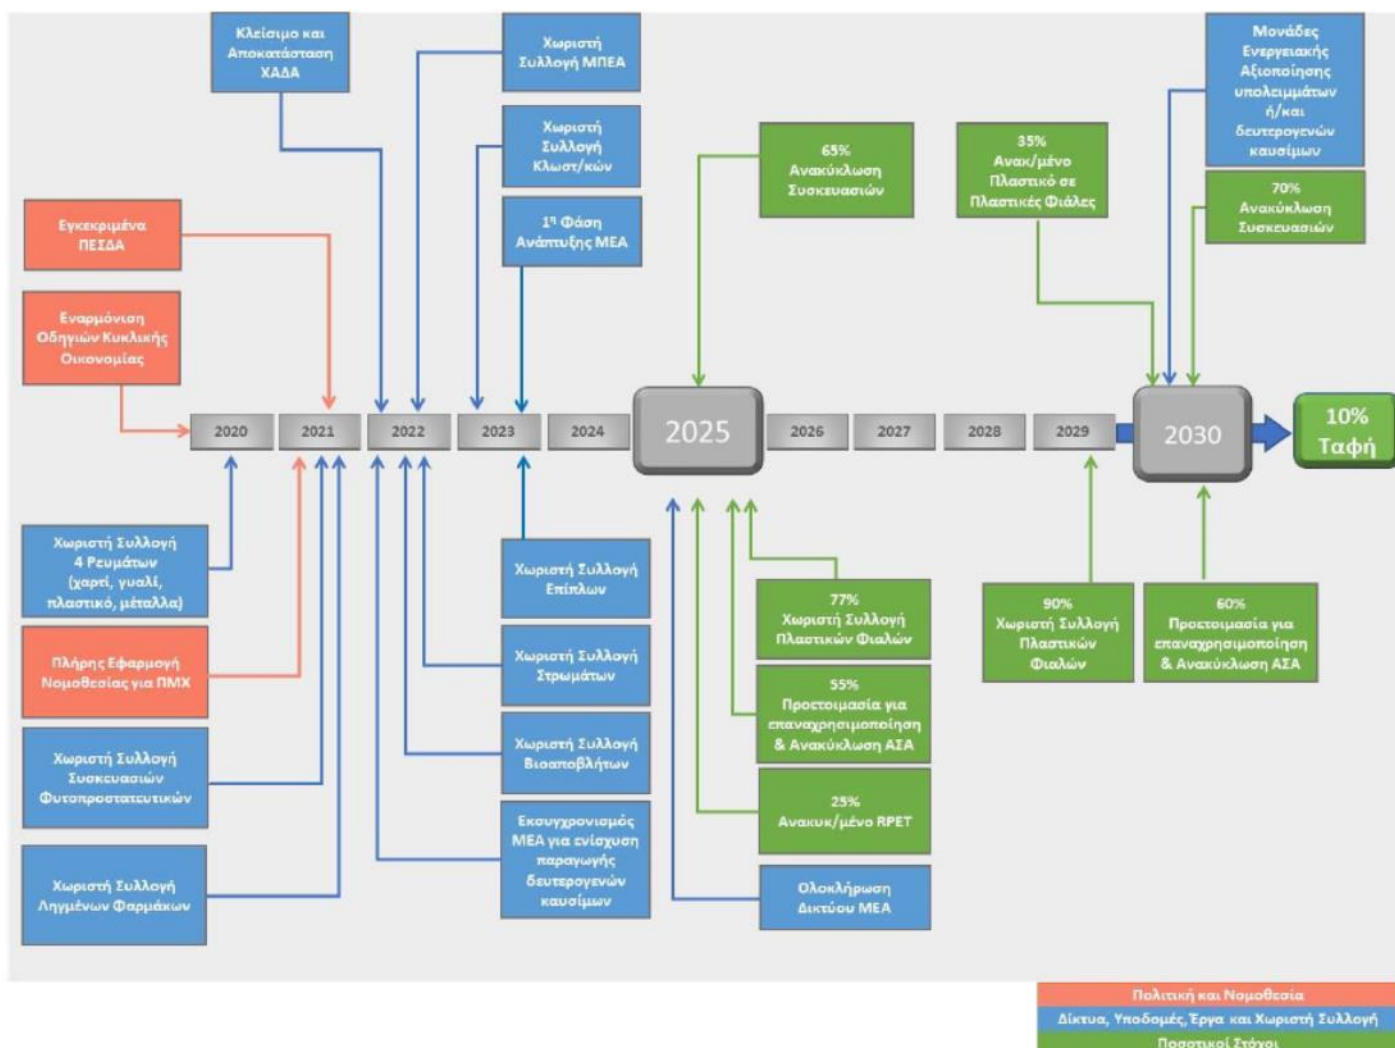 Κλείσιμο και
Αποκατάσταση
ΧΑΔΑ
Χωριστή
Συλλογή ΜΠΕΑ
Χωριστή
Συλλογή
Κλωστ/κών
1η Φάση
Ανάπτυξης ΜΕΑ
65%
Ανακύκλωση
Συσκευασιών
35%
Ανακ/μένο
Πλαστικό σε
Πλαστικές Φιάλες
Μονάδες
Ενεργειακής
Αξιοποίησης
υπολειμμάτων
ή/και
δευτερογενών
καυσίμων
70%
Ανακύκλωση
Συσκευασιών
Εγκεκριμένα
ΠΕΣΔΑ
Εναρμόνιση
Οδηγιών Κυκλικής
Οικονομίας
2020
2021
2022
2023
2024
2025
2026
2027
2028
2029
2030
10%
Ταφή
Χωριστή Συλλογή
4 Ρευμάτων
(χαρτί, γυαλί,
πλαστικό, μέταλλα)
Πλήρης Εφαρμογή
Νομοθεσίας για ΠΜΧ
Χωριστή Συλλογή
Συσκευασιών
Φυτοπροστατευτικών
Χωριστή Συλλογή
Ληγμένων Φαρμάκων
Χωριστή Συλλογή
Επίπλων
Χωριστή Συλλογή
Στρωμάτων
Χωριστή Συλλογή
Βιοαποβλήτων
Εκσυγχρονισμός
ΜΕΑ για ενίσχυση
παραγωγής
δευτερογενών
καυσίμων
77%
Χωριστή Συλλογή
Πλαστικών Φιαλών
55%
Προετοιμασία για
επαναχρησιμοποίηση
& Ανακύκλωση ΑΣΑ
25%
Ανακυκ/μένο RPET
Ολοκλήρωση
Δικτύου ΜΕΑ
90%
Χωριστή Συλλογή
Πλαστικών
Φιαλών
60%
Προετοιμασία για
επαναχρησιμοποίηση
& Ανακύκλωση ΑΣΑ
Πολιτική και Νομοθεσία
Δίκτυα, Υποδομές, Έργα και Χωριστή Συλλογή
Ποσοτικοί Στόχοι